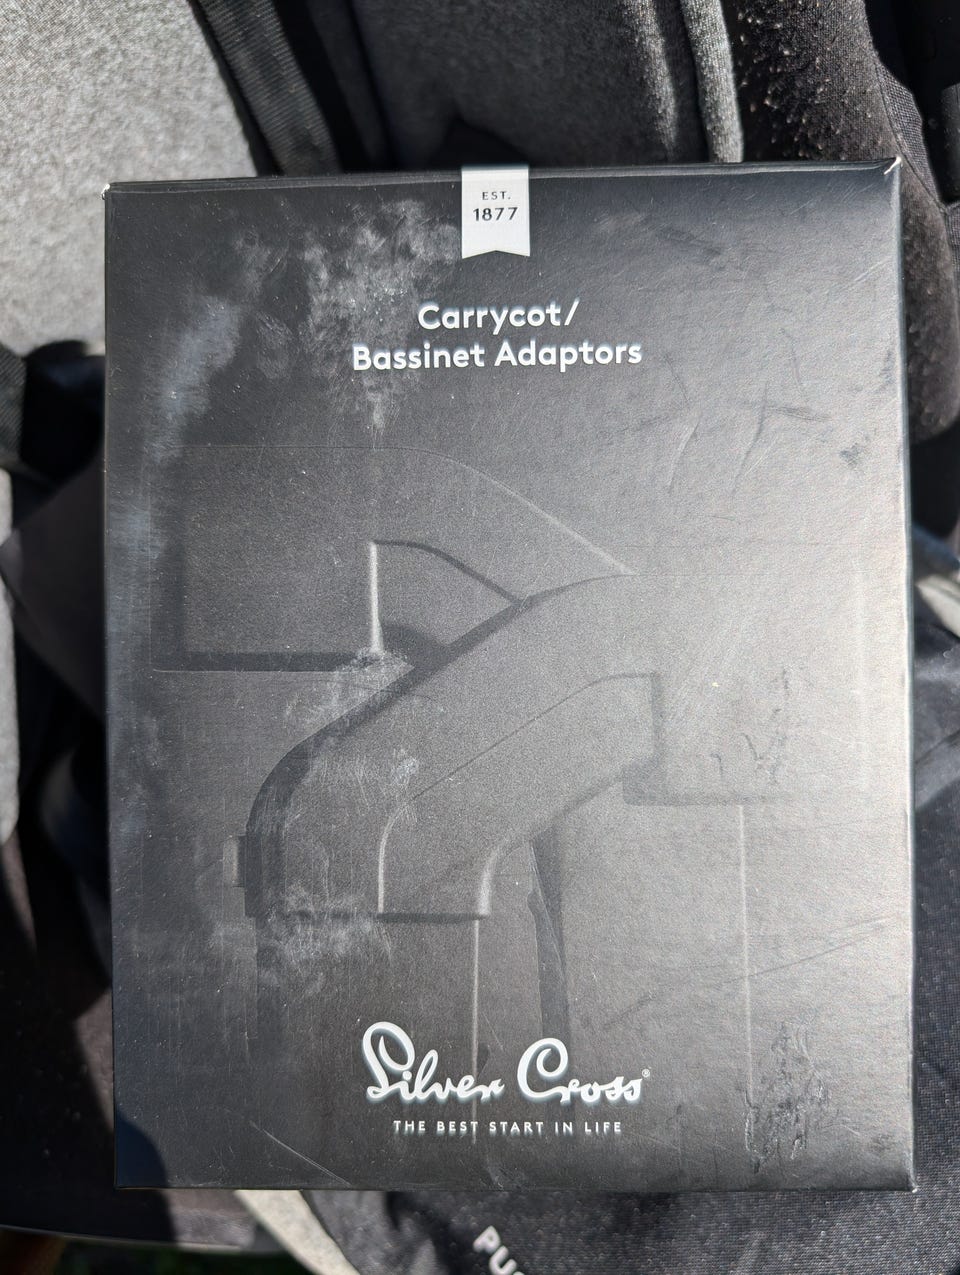 EST.
1877
Carrycot/
Bassinet Adaptors
Silver Cross®
THE BEST START IN LIFE